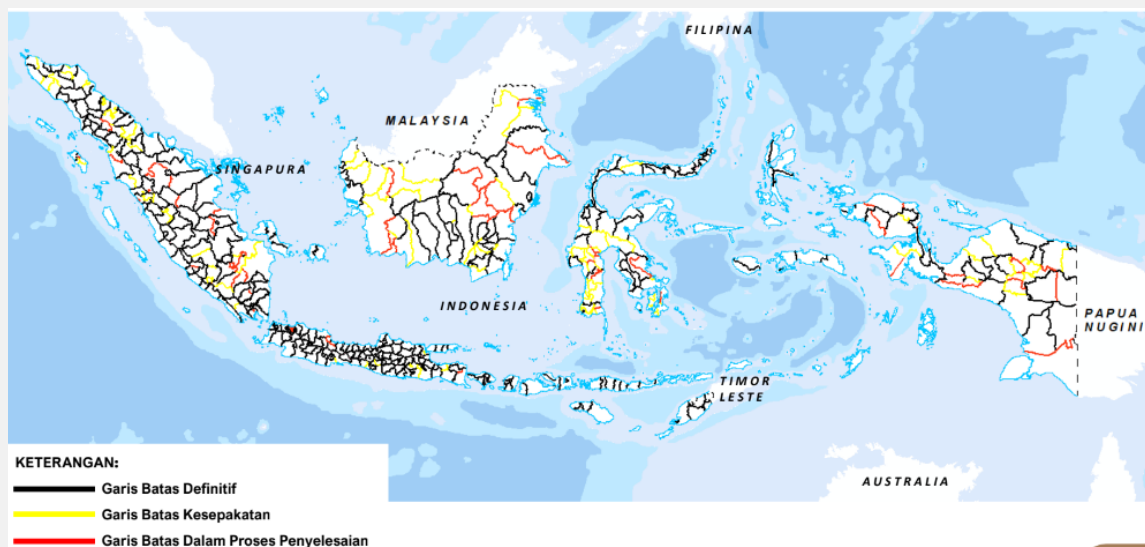 FILIPINA
MALAYSIA
SINGAPURA
INDONESIA
PAPUA
NUGINI
TIMOR
LESTE
AUSTRALIA
KETERANGAN:
Garis Batas Definitif
Garis Batas Kesepakatan
Garis Batas Dalam Proses Penyelesaian